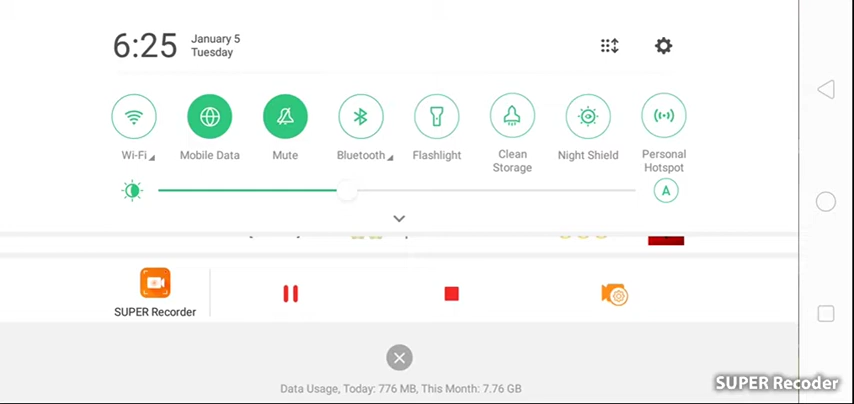 6:25
January 5
Tuesday
Wi-Fi
Mobile Data
Mute
Bluetooth
Flashlight
Clean
Storage
Night Shield
Personal
Hotspot
A
SUPER Recorder
Data Usage, Today: 776 MB, This Month: 7.76 GB
SUPER Recoder